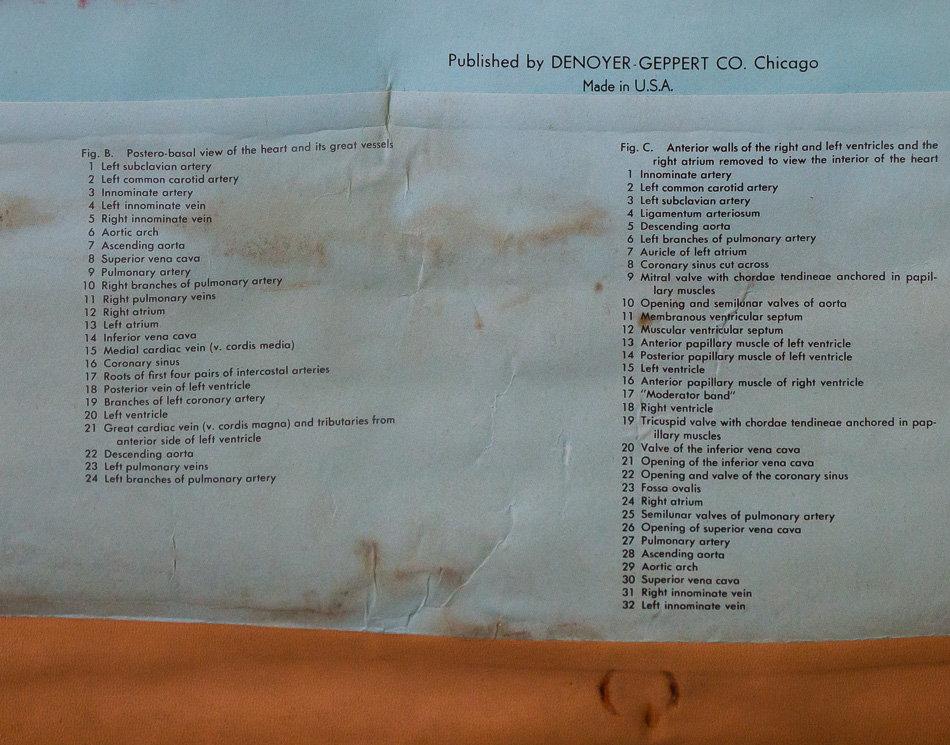 Published by DENOYER-GEPPERT CO. Chicago
Made in U.S.A.
Fig. B. Postero-basal view of the heart and its great vessels
1 Left subclavian artery
2 Left common carotid artery
3 Innominate artery
4 Left innominate vein
5 Right innominate vein
6 Aortic arch
7 Ascending aorta
8 Superior vena cava
9 Pulmonary artery
10 Right branches of pulmonary artery
11 Right pulmonary veins
12 Right atrium
13 Left atrium
14 Inferior vena cava
15 Medial cardiac vein (v. cordis media)
16 Coronary sinus
17 Roots of first four pairs of intercostal arteries
18 Posterior vein of left ventricle
19 Branches of left coronary artery
20 Left ventricle
21 Great cardiac vein (v. cordis magna) and tributaries from
anterior side of left ventricle
22 Descending aorta
23 Left pulmonary veins
24 Left branches of pulmonary artery
Fig. C. Anterior walls of the right and left ventricles and the
right atrium removed to view the interior of the heart
1 Innominate artery
2 Left common carotid artery
3 Left subclavian artery
4 Ligamentum arteriosum
5 Descending aorta
6 Left branches of pulmonary artery
7 Auricle of left atrium
8 Coronary sinus cut across
9 Mitral valve with chordae tendineae anchored in papil-
lary muscles
10 Opening and semilunar valves of aorta
11 Membranous ventricular septum
12 Muscular ventricular septum
13 Anterior papillary muscle of left ventricle
14 Posterior papillary muscle of left ventricle
15 Left ventricle
16 Anterior papillary muscle of right ventricle
17 "Moderator band"
18 Right ventricle
19 Tricuspid valve with chordae tendineae anchored in pap-
illary muscles
20 Valve of the inferior vena cava
21 Opening of the inferior vena cava
22 Opening and valve of the coronary sinus
23 Fossa ovalis
24 Right atrium
25 Semilunar valves of pulmonary artery
26 Opening of superior vena cava
27 Pulmonary artery
28 Ascending aorta
29 Aortic arch
30 Superior vena cava
31 Right innominate vein
32 Left innominate vein